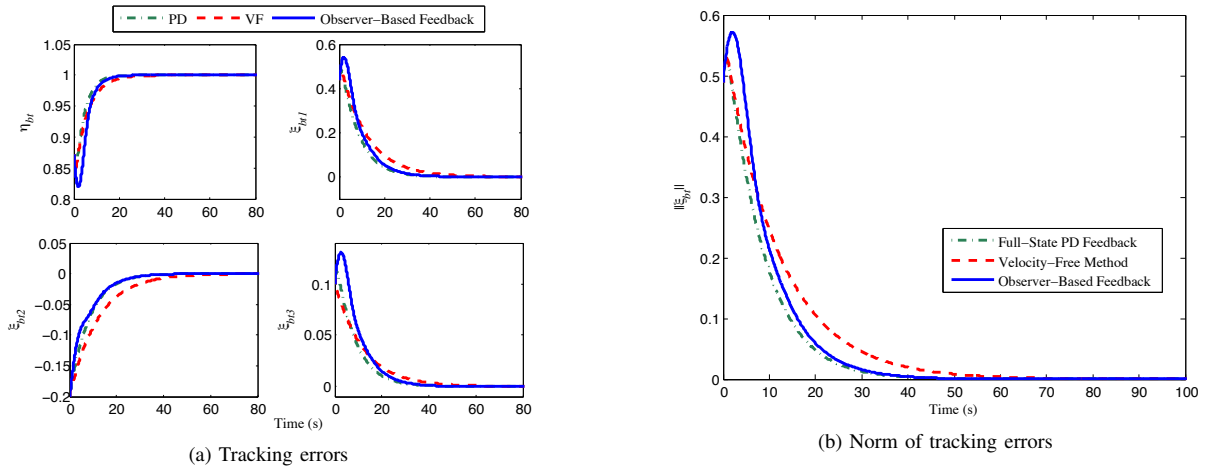 PD VF Observer-Based Feedback
1.05
1
0.95
0.9
0.85
0.8
η_bt
0 20 40 60 80
0.6
0.4
0.2
0
ξ_bt1
0 20 40 60 80
0.05
0
−0.05
−0.1
−0.15
−0.2
ξ_bt2
0 20 40 60 80
0.1
0.05
0
ξ_bt3
0 20 40 60 80
Time (s)
(a) Tracking errors
0.6
0.5
0.4
0.3
0.2
0.1
0
||ξ_bt||
Full-State PD Feedback
Velocity-Free Method
Observer-Based Feedback
0 10 20 30 40 50 60 70 80 90 100
Time (s)
(b) Norm of tracking errors